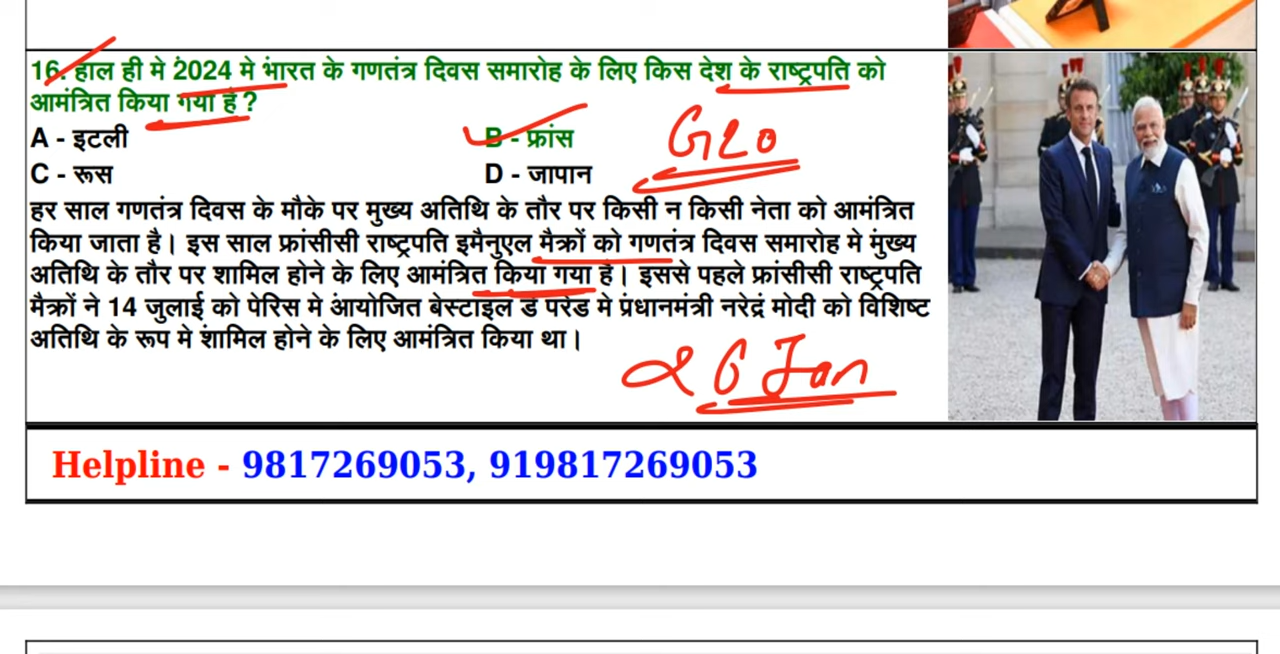 16. हाल ही मे 2024 मे भारत के गणतंत्र दिवस समारोह के लिए किस देश के राष्ट्रपति को
आमंत्रित किया गया है ?
A - इटली
B - फ्रांस
G20
C - रूस
D - जापान
हर साल गणतंत्र दिवस के मौके पर मुख्य अतिथि के तौर पर किसी न किसी नेता को आमंत्रित
किया जाता है। इस साल फ्रांसीसी राष्ट्रपति इमैनुएल मैक्रों को गणतंत्र दिवस समारोह मे मुंख्य
अतिथि के तौर पर शामिल होने के लिए आमंत्रित किया गया है। इससे पहले फ्रांसीसी राष्ट्रपति
मैक्रों ने 14 जुलाई को पेरिस मे आंयोजित बेस्टाइल डे परेड मे प्रंधानमंत्री नरेद्रं मोदी को विशिष्ट
अतिथि के रूप मे शांमिल होने के लिए आमंत्रित किया था।
26 Jan
Helpline - 9817269053, 919817269053